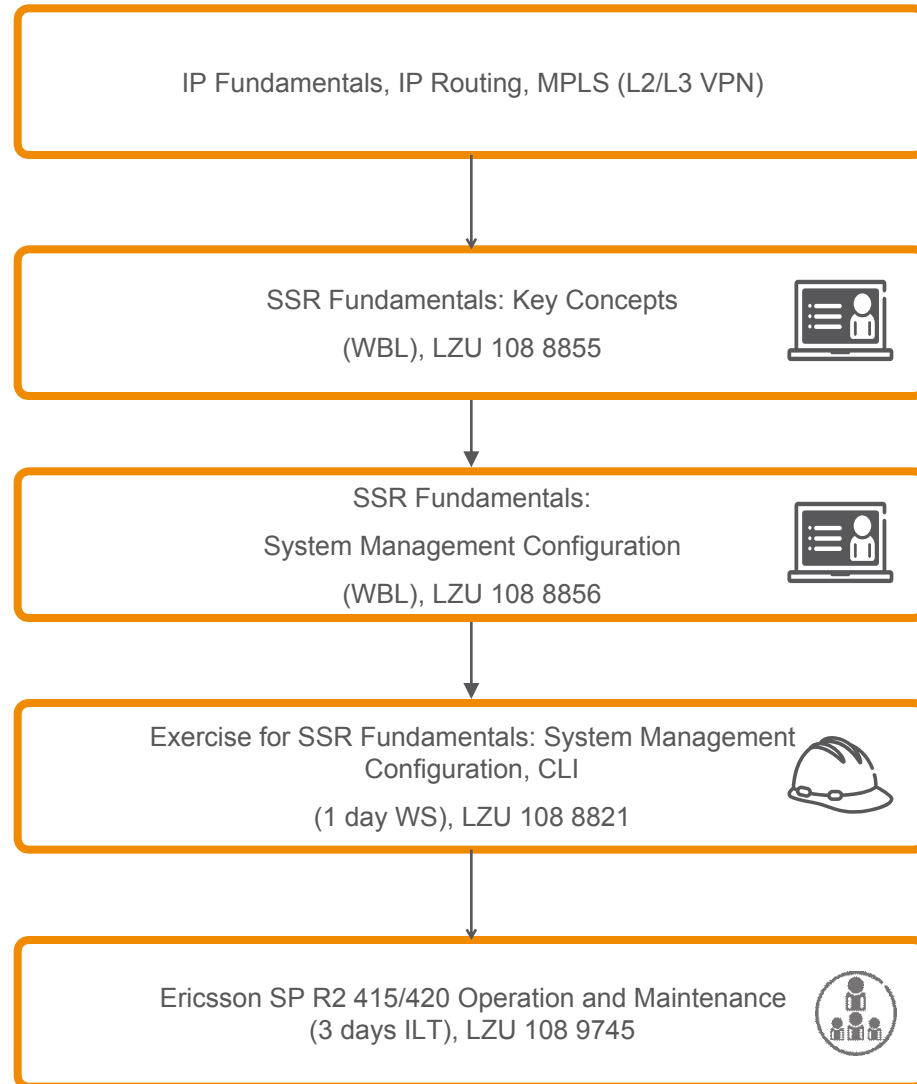 IP Fundamentals, IP Routing, MPLS (L2/L3 VPN)
SSR Fundamentals: Key Concepts
(WBL), LZU 108 8855
SSR Fundamentals:
System Management Configuration
(WBL), LZU 108 8856
Exercise for SSR Fundamentals: System Management
Configuration, CLI
(1 day WS), LZU 108 8821
Ericsson SP R2 415/420 Operation and Maintenance
(3 days ILT), LZU 108 9745